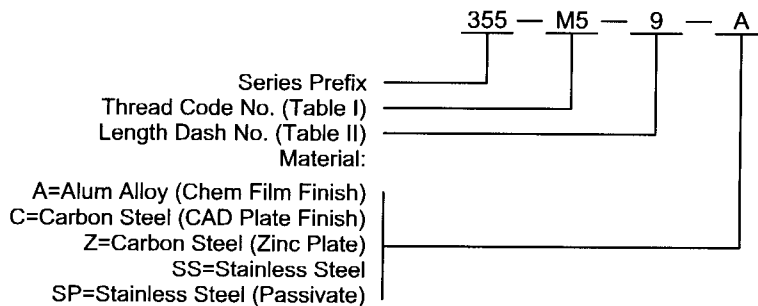 355 — M5 — 9 — A
Series Prefix
Thread Code No. (Table I)
Length Dash No. (Table II)
Material:
A=Alum Alloy (Chem Film Finish)
C=Carbon Steel (CAD Plate Finish)
Z=Carbon Steel (Zinc Plate)
SS=Stainless Steel
SP=Stainless Steel (Passivate)